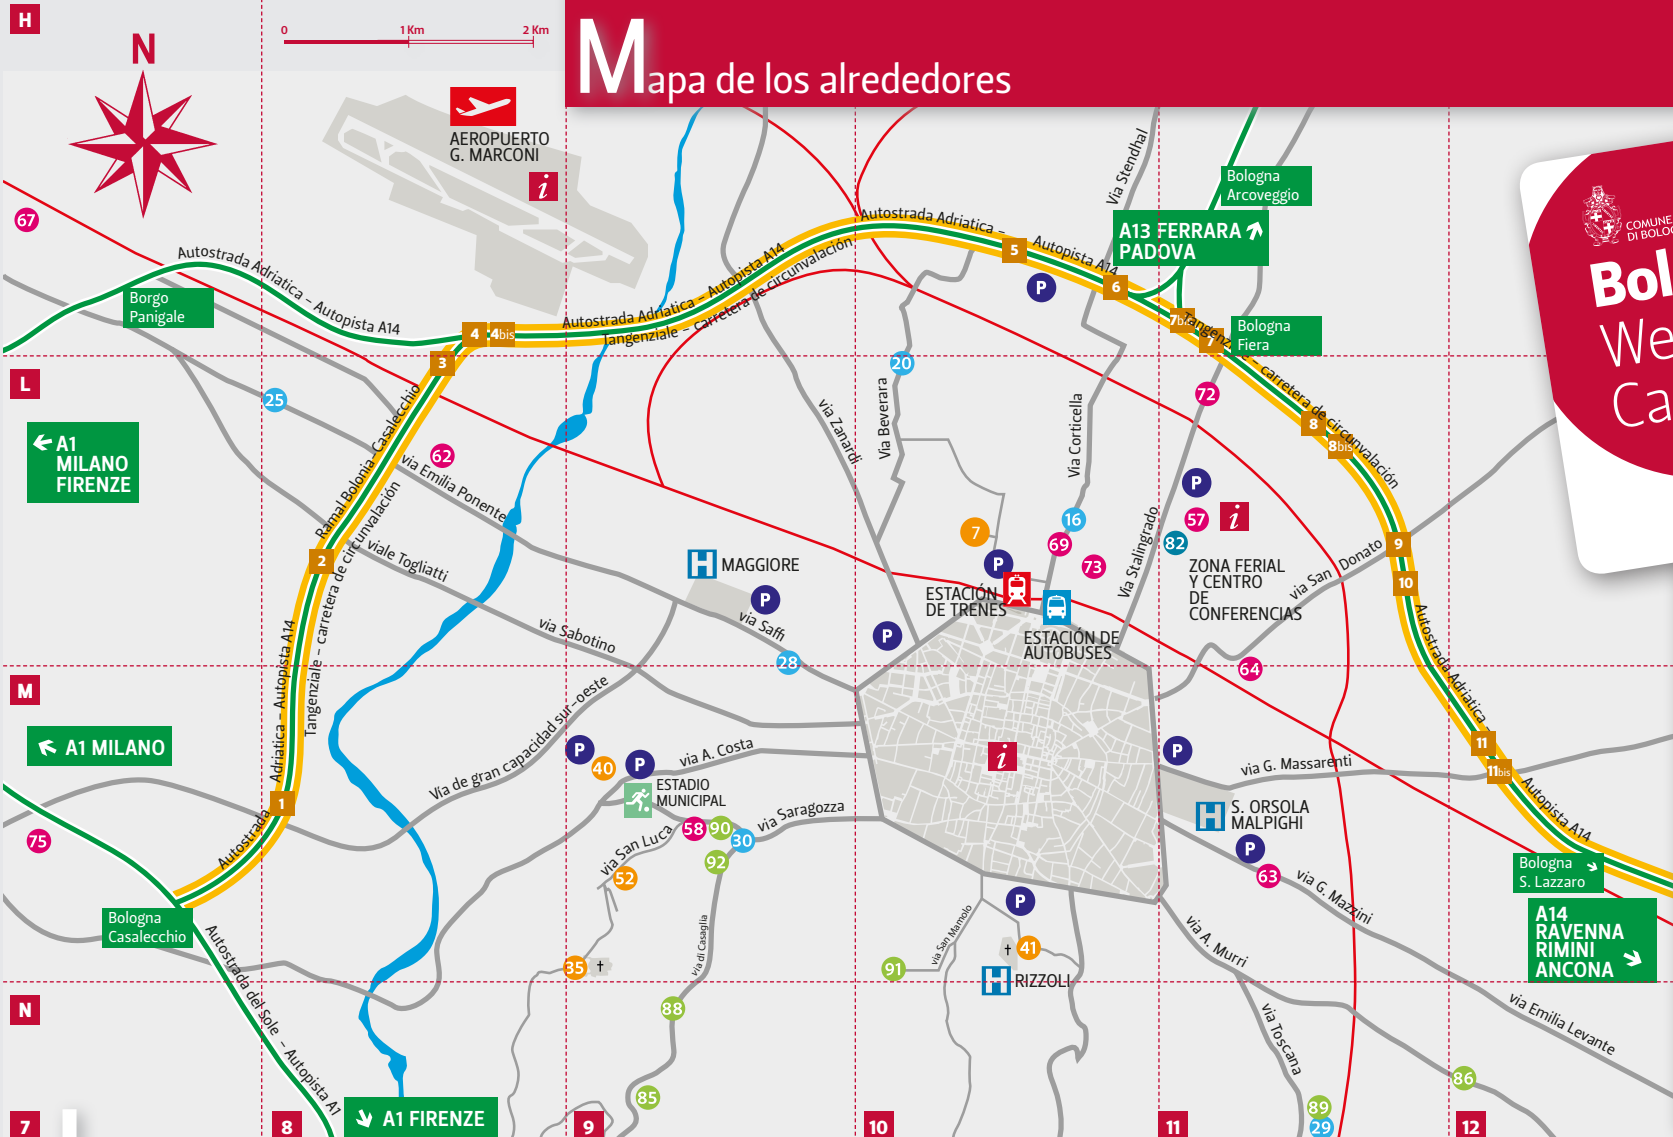 H
N
0 1 Km 2 Km
Mapa de los alrededores
AEROPUERTO
G. MARCONI
i
67
Autostrada Adriatica – Autopista A14
Borgo
Panigale
4
4bis
3
Autostrada Adriatica – Autopista A14
Tangenziale – carretera de circunvalación
Autostrada Adriatica –
Autopista A14
5
P
6
Via Stendhal
Bologna
Arcoveggio
A13 FERRARA
PADOVA
7bis
7
Tangenziale – carretera de circunvalación
Bologna
Fiera
COMUNE
DI BOLOG
Bol
We
Ca
L
A1
MILANO
FIRENZE
25
62
Ramal Bolonia-Casalecchio
Tangenziale – carretera de circunvalación
via Emilia Ponente
viale Togliatti
2
20
via Zanardi
Via Beverara
Via Corticella
72
8
8bis
P
57
i
82
16
69
73
7
P
Via Stalingrado
ZONA FERIAL
Y CENTRO
DE
CONFERENCIAS
via San Donato
9
10
H MAGGIORE
P
via Saffi
28
via Sabotino
P
ESTACIÓN
DE TRENES
ESTACIÓN DE
AUTOBUSES
64
Autostrada Adriatica –
11
11bis
Autopista A14
M
A1 MILANO
Autostrada
Adriatica – Autopista A14
1
75
Vía de gran capacidad sur-oeste
P
40
P
via A. Costa
ESTADIO
MUNICIPAL
58
90
30
via Saragozza
via San Luca
92
52
i
P
via G. Massarenti
H
S. ORSOLA
MALPIGHI
P
63
via G. Mazzini
Bologna
S. Lazzaro
A14
RAVENNA
RIMINI
ANCONA
Bologna
Casalecchio
Autostrada del Sole – Autopista A1
via di Casaglia
35
via San Mamolo
P
41
91
H RIZZOLI
via A. Murri
N
88
via Toscana
via Emilia Levante
86
85
89
29
A1 FIRENZE
7
8
9
10
11
12